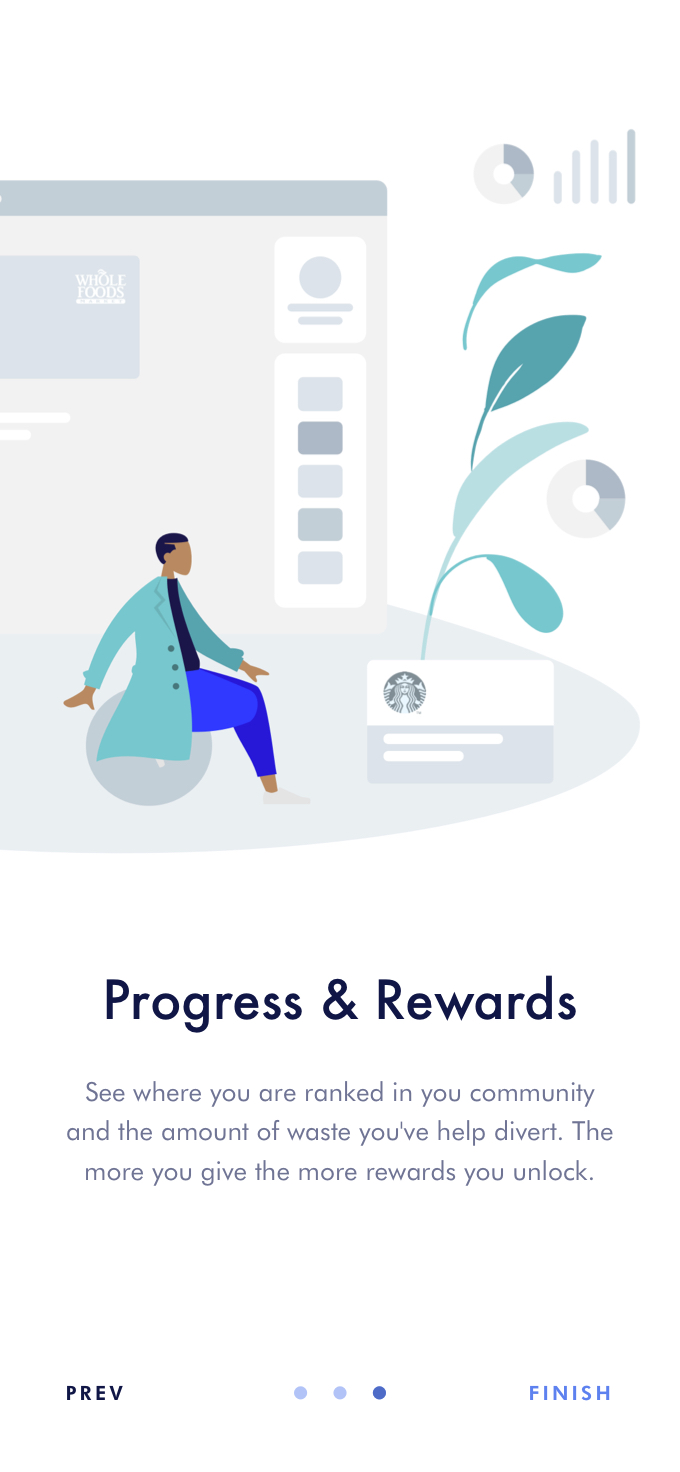 WHOLE
FOODS
MARKET
Progress & Rewards
See where you are ranked in you community
and the amount of waste you've help divert. The
more you give the more rewards you unlock.
PREV
FINISH